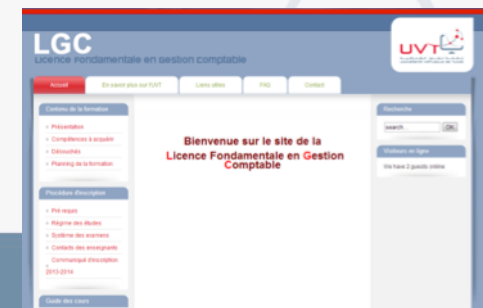 LGC
Licence Fondamentale en Gestion Comptable
UVT
Accueil
En savoir plus sur l'UVT
Liens utiles
FAQ
Contact
Contenu de la formation
Présentation
Compétences à acquérir
Débouchés
Planning de la formation
Procédure d'inscription
Pré requis
Régime des études
Système des examens
Contacts des enseignants
Communiqué d'inscription
2013-2014
Guide des cours
Bienvenue sur le site de la
Licence Fondamentale en Gestion
Comptable
Recherche
search...
OK
Visiteurs en ligne
We have 2 guests online